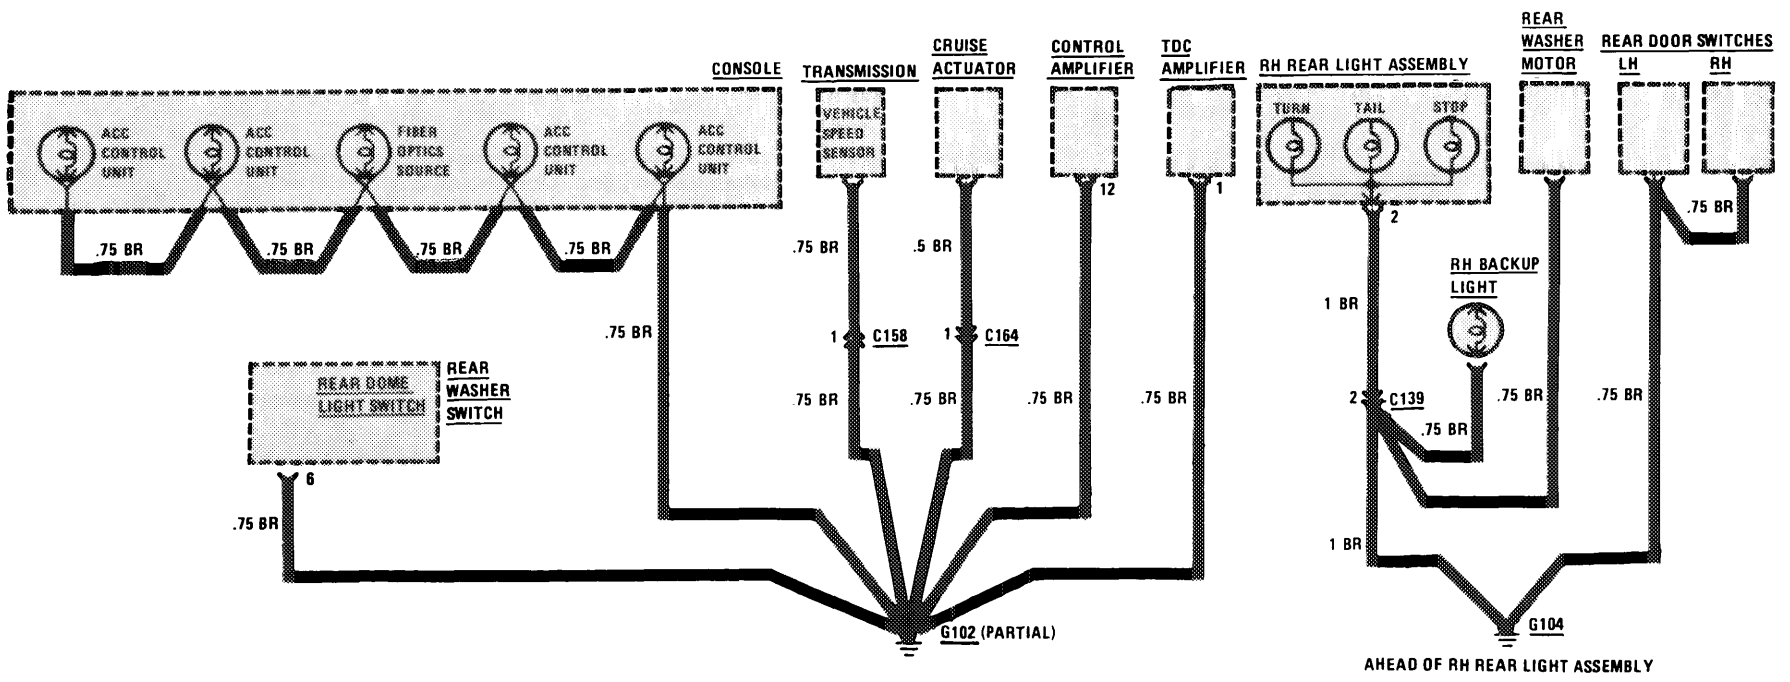 CONSOLE
ACC
CONTROL
UNIT
ACC
CONTROL
UNIT
FIBER
OPTICS
SOURCE
ACC
CONTROL
UNIT
ACC
CONTROL
UNIT
.75 BR
.75 BR
.75 BR
.75 BR
.75 BR
TRANSMISSION
VEHICLE
SPEED
SENSOR
.75 BR
1
C158
.75 BR
CRUISE
ACTUATOR
.5 BR
1
C164
.75 BR
CONTROL
AMPLIFIER
12
.75 BR
TDC
AMPLIFIER
1
.75 BR
REAR DOME
LIGHT SWITCH
REAR
WASHER
SWITCH
6
.75 BR
G102 (PARTIAL)
RH REAR LIGHT ASSEMBLY
TURN
TAIL
STOP
2
1 BR
2
C139
1 BR
RH BACKUP
LIGHT
.75 BR
REAR
WASHER
MOTOR
.75 BR
REAR DOOR SWITCHES
LH
RH
.75 BR
.75 BR
G104
AHEAD OF RH REAR LIGHT ASSEMBLY